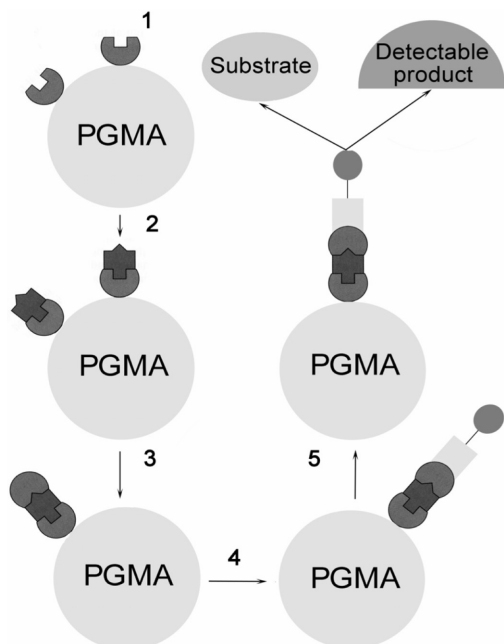 1
Substrate
Detectable
product
PGMA
2
PGMA
PGMA
3
5
4
PGMA
PGMA